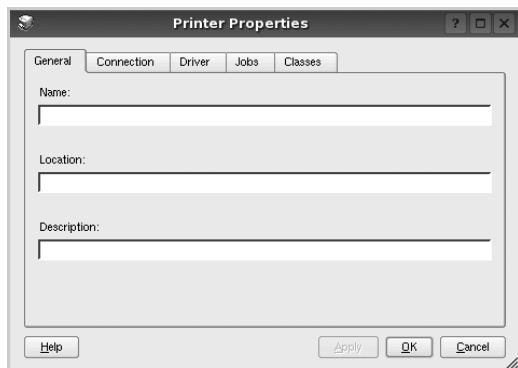 Printer Properties
General Connection Driver Jobs Classes
Name:
Location:
Description:
Help Apply OK Cancel